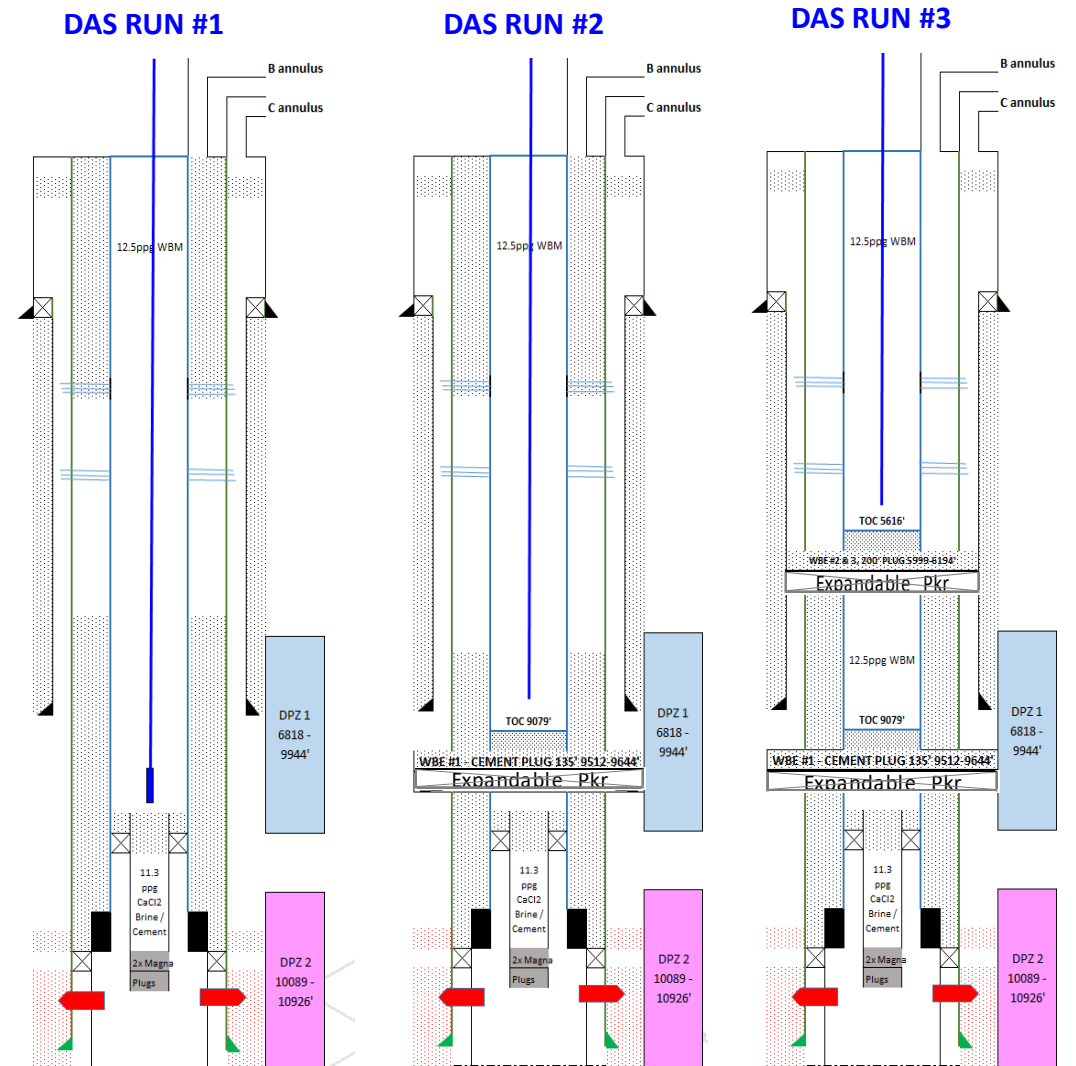 DAS RUN #1
B annulus
C annulus
12.5ppg WBM
DPZ 1
6818 -
9944'
11.3
ppg
CaCl2
Brine /
Cement
2x Magna
Plugs
DPZ 2
10089 -
10926'
DAS RUN #2
B annulus
C annulus
12.5ppg WBM
TOC 9079'
WBE #1 - CEMENT PLUG 135' 9512-9644'
Expandable Pkr
DPZ 1
6818 -
9944'
11.3
ppg
CaCl2
Brine /
Cement
2x Magna
Plugs
DPZ 2
10089 -
10926'
DAS RUN #3
B annulus
C annulus
12.5ppg WBM
TOC 5616'
WBE #2 & 3, 200' PLUG 5999-6194'
Expandable Pkr
12.5ppg WBM
TOC 9079'
WBE #1 - CEMENT PLUG 135' 9512-9644'
Expandable Pkr
DPZ 1
6818 -
9944'
11.3
ppg
CaCl2
Brine /
Cement
2x Magna
Plugs
DPZ 2
10089 -
10926'